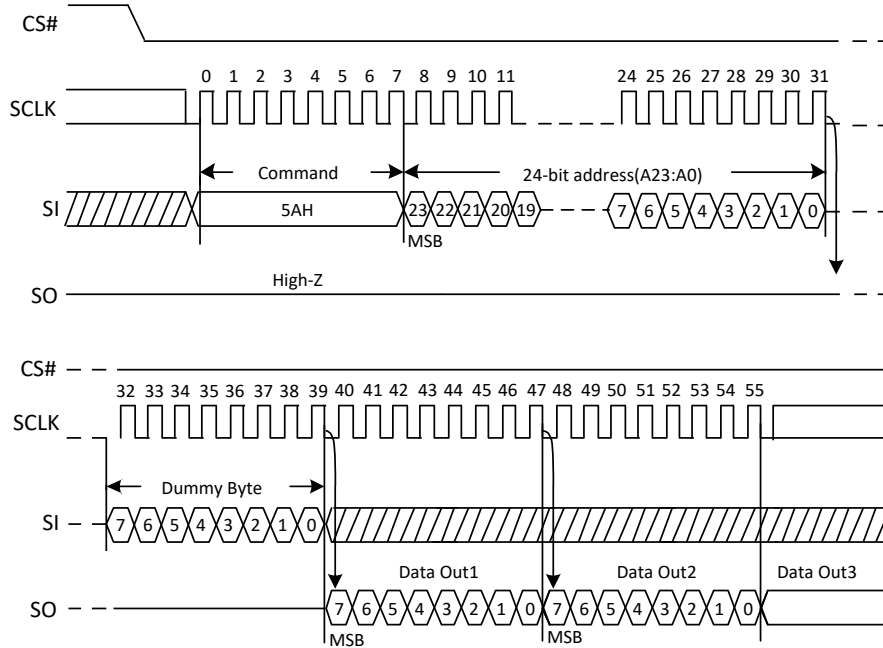 CS#
0 1 2 3 4 5 6 7 8 9 10 11 24 25 26 27 28 29 30 31
SCLK
Command 24-bit address(A23:A0)
SI 5AH 23 22 21 20 19 7 6 5 4 3 2 1 0
MSB
High-Z
SO
CS#
32 33 34 35 36 37 38 39 40 41 42 43 44 45 46 47 48 49 50 51 52 53 54 55
SCLK
Dummy Byte
SI 7 6 5 4 3 2 1 0
Data Out1 Data Out2 Data Out3
SO 7 6 5 4 3 2 1 0 7 6 5 4 3 2 1 0
MSB MSB